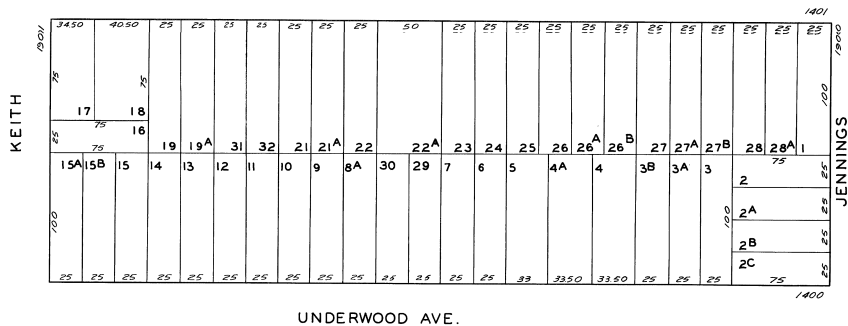 1401
34.50 40.50 25 25 25 25 25 25 25 50 25 25 25 25 25 25 25 25 25 25 25 25
19011 19010
75 75 100
KEITH
JENNINGS
17 18
75
25 16
75
19 19A 31 32 21 21A 22 22A 23 24 25 26 26A 26B 27 27A 27B 28 28A 1
15A 15B 15 14 13 12 11 10 9 8A 30 29 7 6 5 4A 4 3B 3A 3
75
2 25
100 100
2A 25
2B 25
2C 25
25 25 25 25 25 25 25 25 25 25 25 25 25 25 33 33.50 33.50 25 25 25 75
1400
UNDERWOOD AVE.